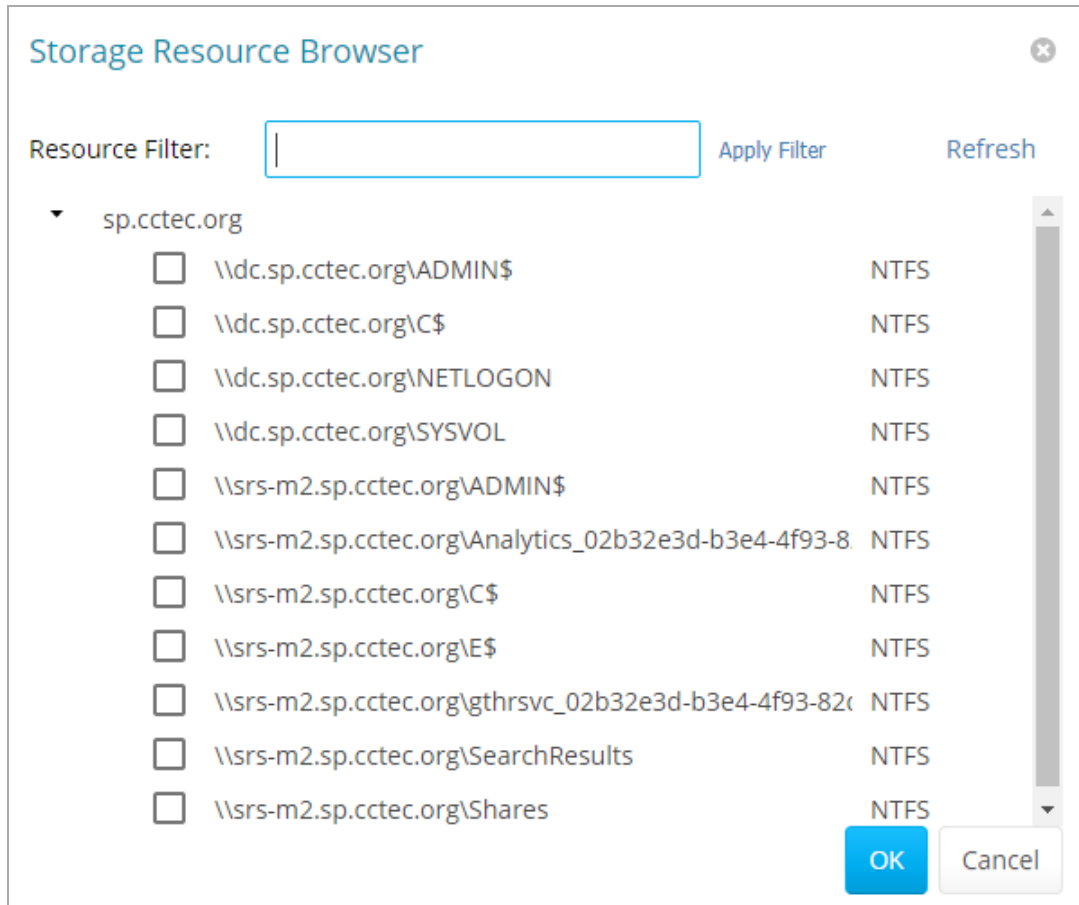 Storage Resource Browser
Resource Filter: Apply Filter Refresh
sp.cctec.org
\\dc.sp.cctec.org\ADMIN$ NTFS
\\dc.sp.cctec.org\C$ NTFS
\\dc.sp.cctec.org\NETLOGON NTFS
\\dc.sp.cctec.org\SYSVOL NTFS
\\srs-m2.sp.cctec.org\ADMIN$ NTFS
\\srs-m2.sp.cctec.org\Analytics_02b32e3d-b3e4-4f93-8. NTFS
\\srs-m2.sp.cctec.org\C$ NTFS
\\srs-m2.sp.cctec.org\E$ NTFS
\\srs-m2.sp.cctec.org\gthrsvc_02b32e3d-b3e4-4f93-82 NTFS
\\srs-m2.sp.cctec.org\SearchResults NTFS
\\srs-m2.sp.cctec.org\Shares NTFS
OK Cancel